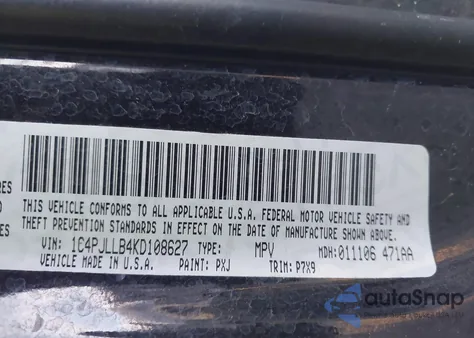 RES
THIS VEHICLE CONFORMS TO ALL APPLICABLE U.S.A. FEDERAL MOTOR VEHICLE SAFETY AND
THEFT PREVENTION STANDARDS IN EFFECT ON THE DATE OF MANUFACTURE SHOWN ABOVE.
VIN: 1C4PJLLB4KD108627 TYPE: MPV MDH: 011106 471AA
VEHICLE MADE IN U.S.A. PAINT: PXJ TRIM: P7X9
autoSnap